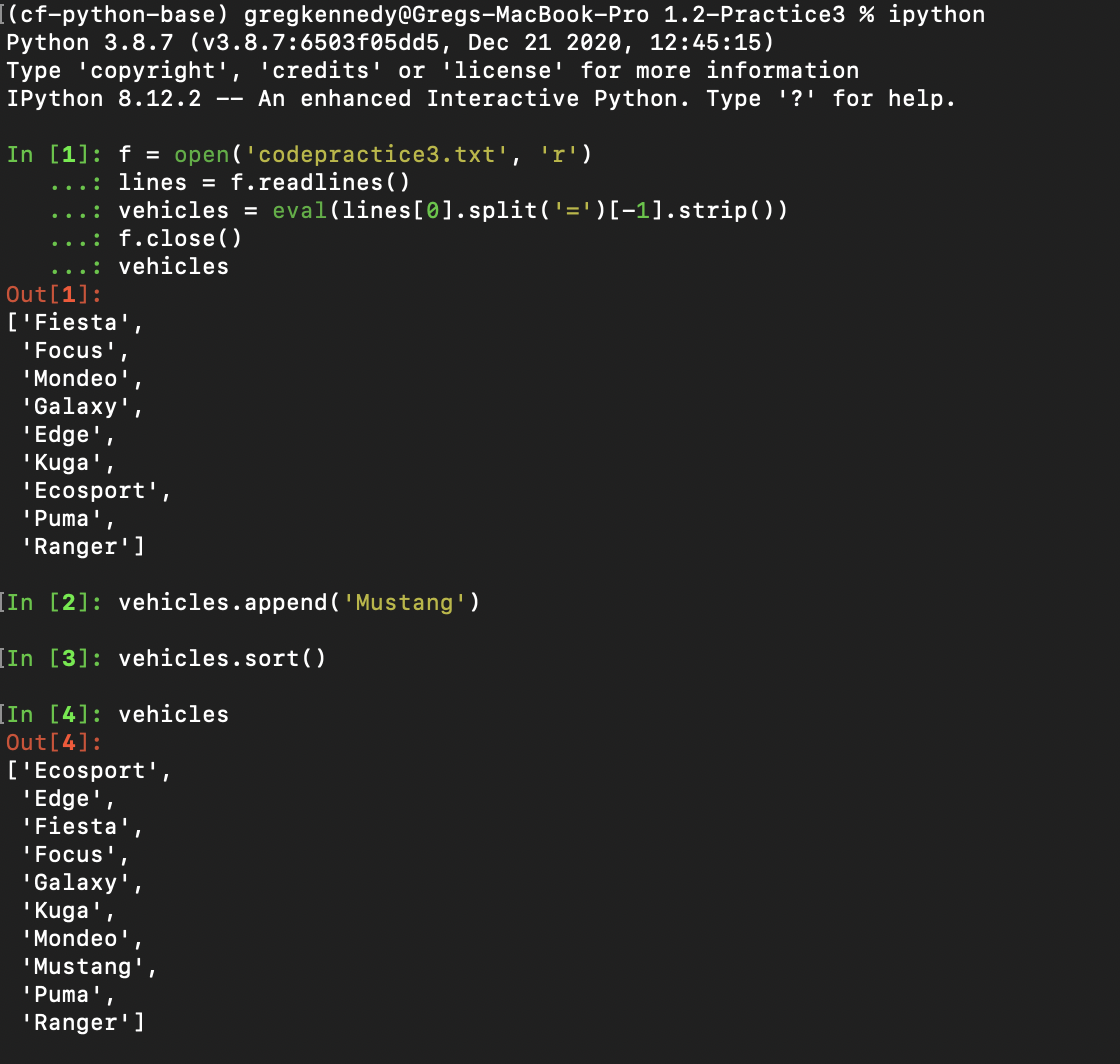 (cf-python-base) gregkennedy@Gregs-MacBook-Pro 1.2-Practice3 % ipython
Python 3.8.7 (v3.8.7:6503f05dd5, Dec 21 2020, 12:45:15)
Type 'copyright', 'credits' or 'license' for more information
IPython 8.12.2 -- An enhanced Interactive Python. Type '?' for help.

In [1]: f = open('codepractice3.txt', 'r')
   ...: lines = f.readlines()
   ...: vehicles = eval(lines[0].split('=')[-1].strip())
   ...: f.close()
   ...: vehicles
Out[1]:
['Fiesta',
 'Focus',
 'Mondeo',
 'Galaxy',
 'Edge',
 'Kuga',
 'Ecosport',
 'Puma',
 'Ranger']

In [2]: vehicles.append('Mustang')

In [3]: vehicles.sort()

In [4]: vehicles
Out[4]:
['Ecosport',
 'Edge',
 'Fiesta',
 'Focus',
 'Galaxy',
 'Kuga',
 'Mondeo',
 'Mustang',
 'Puma',
 'Ranger']